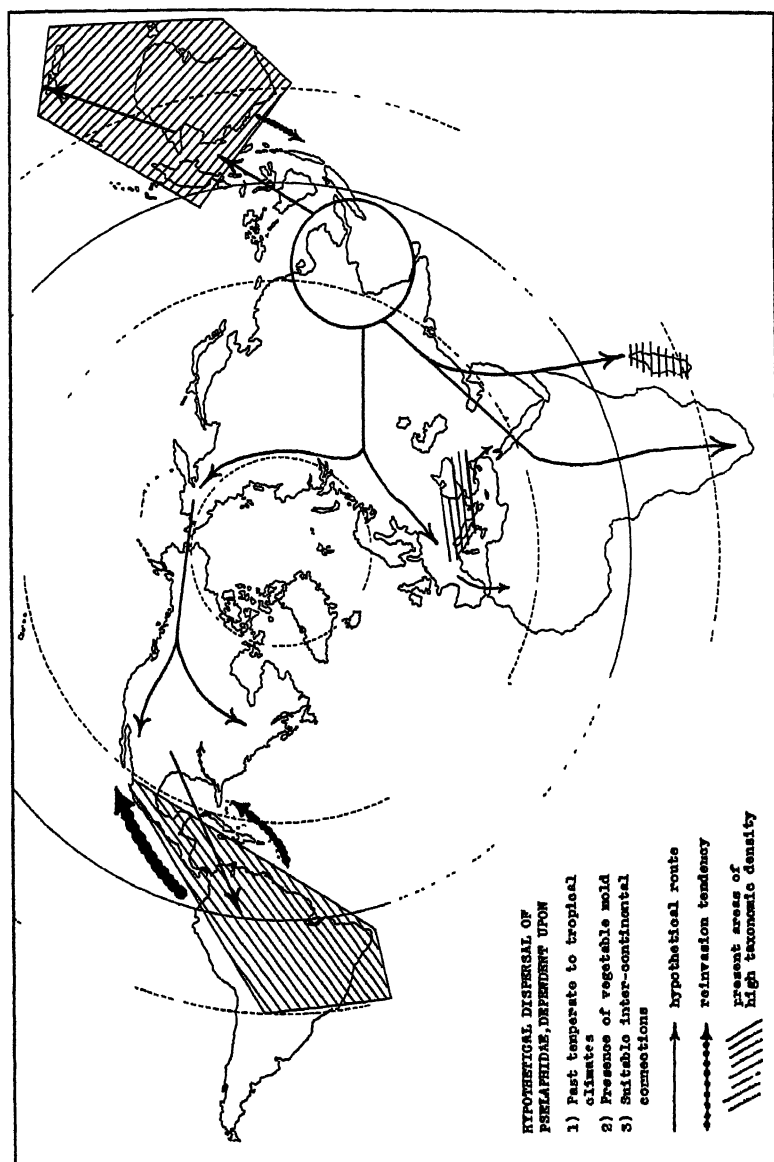 HYPOTHETICAL DISPERSAL OF
PSELAPHIDAE, DEPENDENT UPON
1) Past temperate to tropical
climates
2) Presence of vegetable mold
3) Suitable inter-continental
connections
hypothetical route
reinvasion tendency
present areas of
high taxonomic density